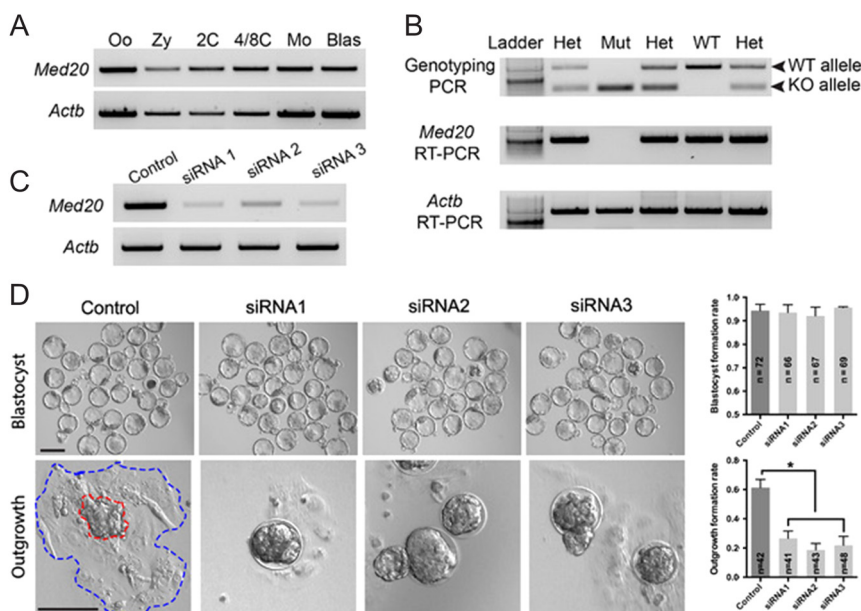 A
Oo Zy 2C 4/8C Mo Blas
Med20
Actb
B
Ladder Het Mut Het WT Het
Genotyping
PCR
WT allele
KO allele
Med20
RT-PCR
Actb
RT-PCR
C
Control siRNA 1 siRNA 2 siRNA 3
Med20
Actb
D
Control siRNA1 siRNA2 siRNA3
Blastocyst
Outgrowth
Blastocyst formation rate
1.0
0.9
0.8
0.7
0.6
0.5
n = 72 n = 66 n = 67 n = 69
Control siRNA1 siRNA2 siRNA3
Outgrowth formation rate
0.8
0.6
0.4
0.2
0.0
*
n=42 n=41 n=43 n=48
Control siRNA1 siRNA2 siRNA3